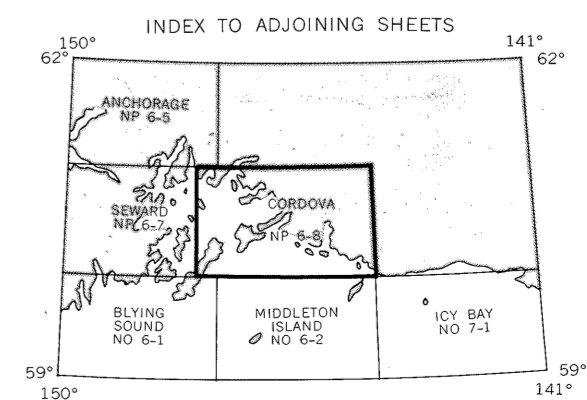 INDEX TO ADJOINING SHEETS
150°
141°
62°
62°
ANCHORAGE
NP 6-5
SEWARD
NP 6-7
CORDOVA
NP 6-8
BLYING
SOUND
NO 6-1
MIDDLETON
ISLAND
NO 6-2
ICY BAY
NO 7-1
59°
59°
150°
141°